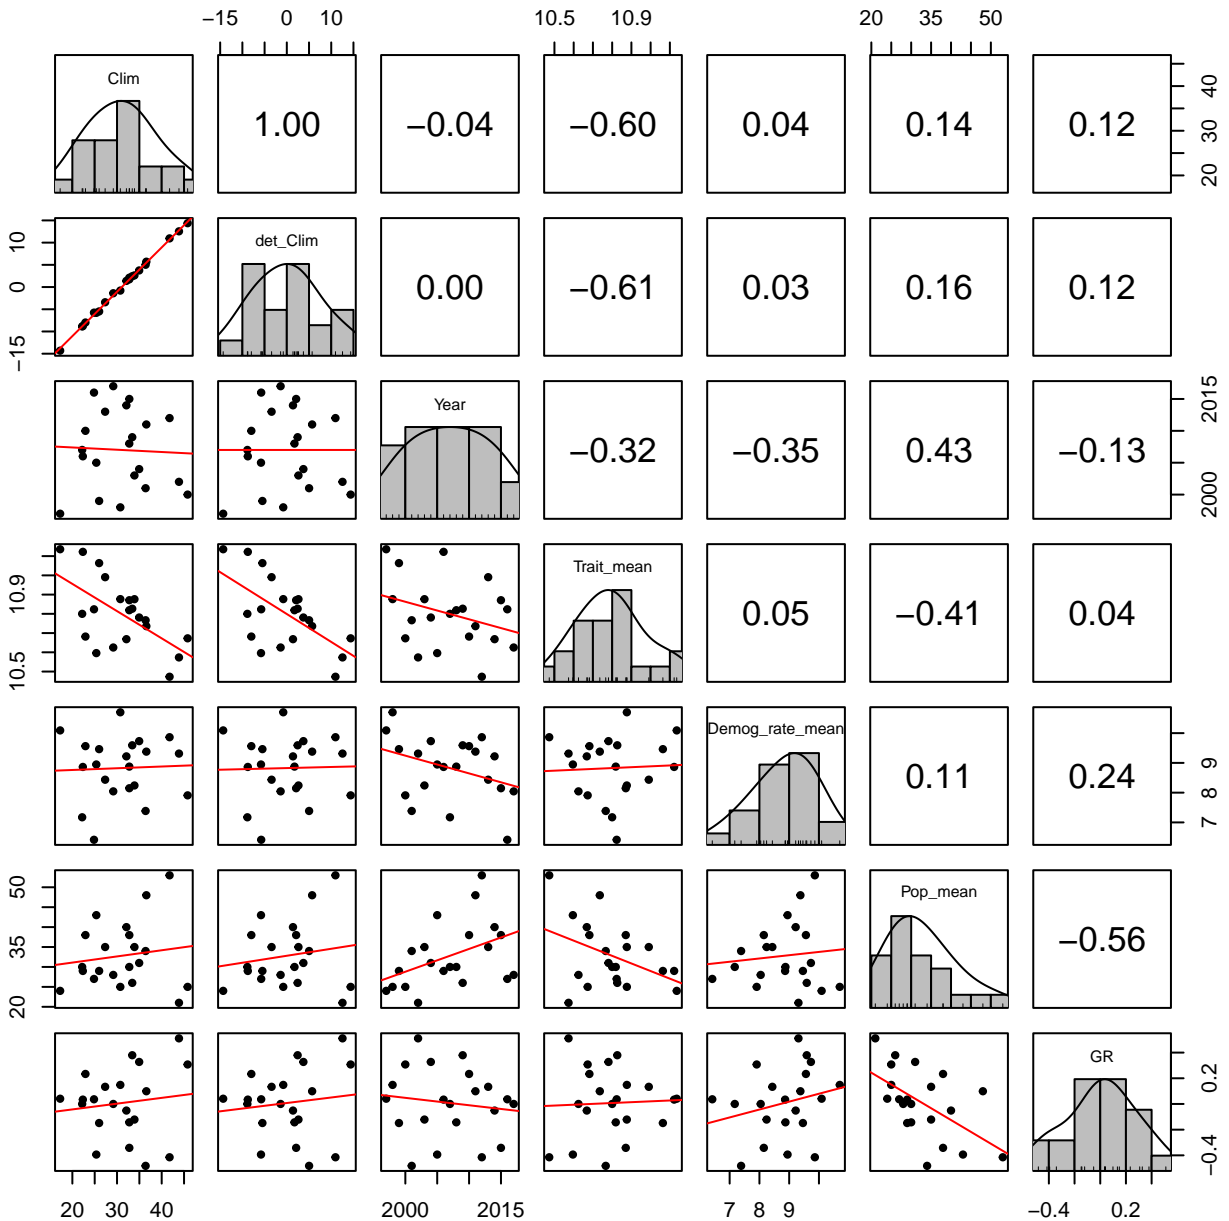 −15 0 10 10.5 10.9 20 35 50
Clim
1.00 −0.04 −0.60 0.04 0.14 0.12
20 30 40
det_Clim
0.00 −0.61 0.03 0.16 0.12
−15 0 10
Year
−0.32 −0.35 0.43 −0.13
2000 2015
Trait_mean
0.05 −0.41 0.04
10.5 10.9
Demog_rate_mean
0.11 0.24
7 8 9
Pop_mean
−0.56
20 35 50
GR
−0.4 0.2
20 30 40 2000 2015 7 8 9 −0.4 0.2